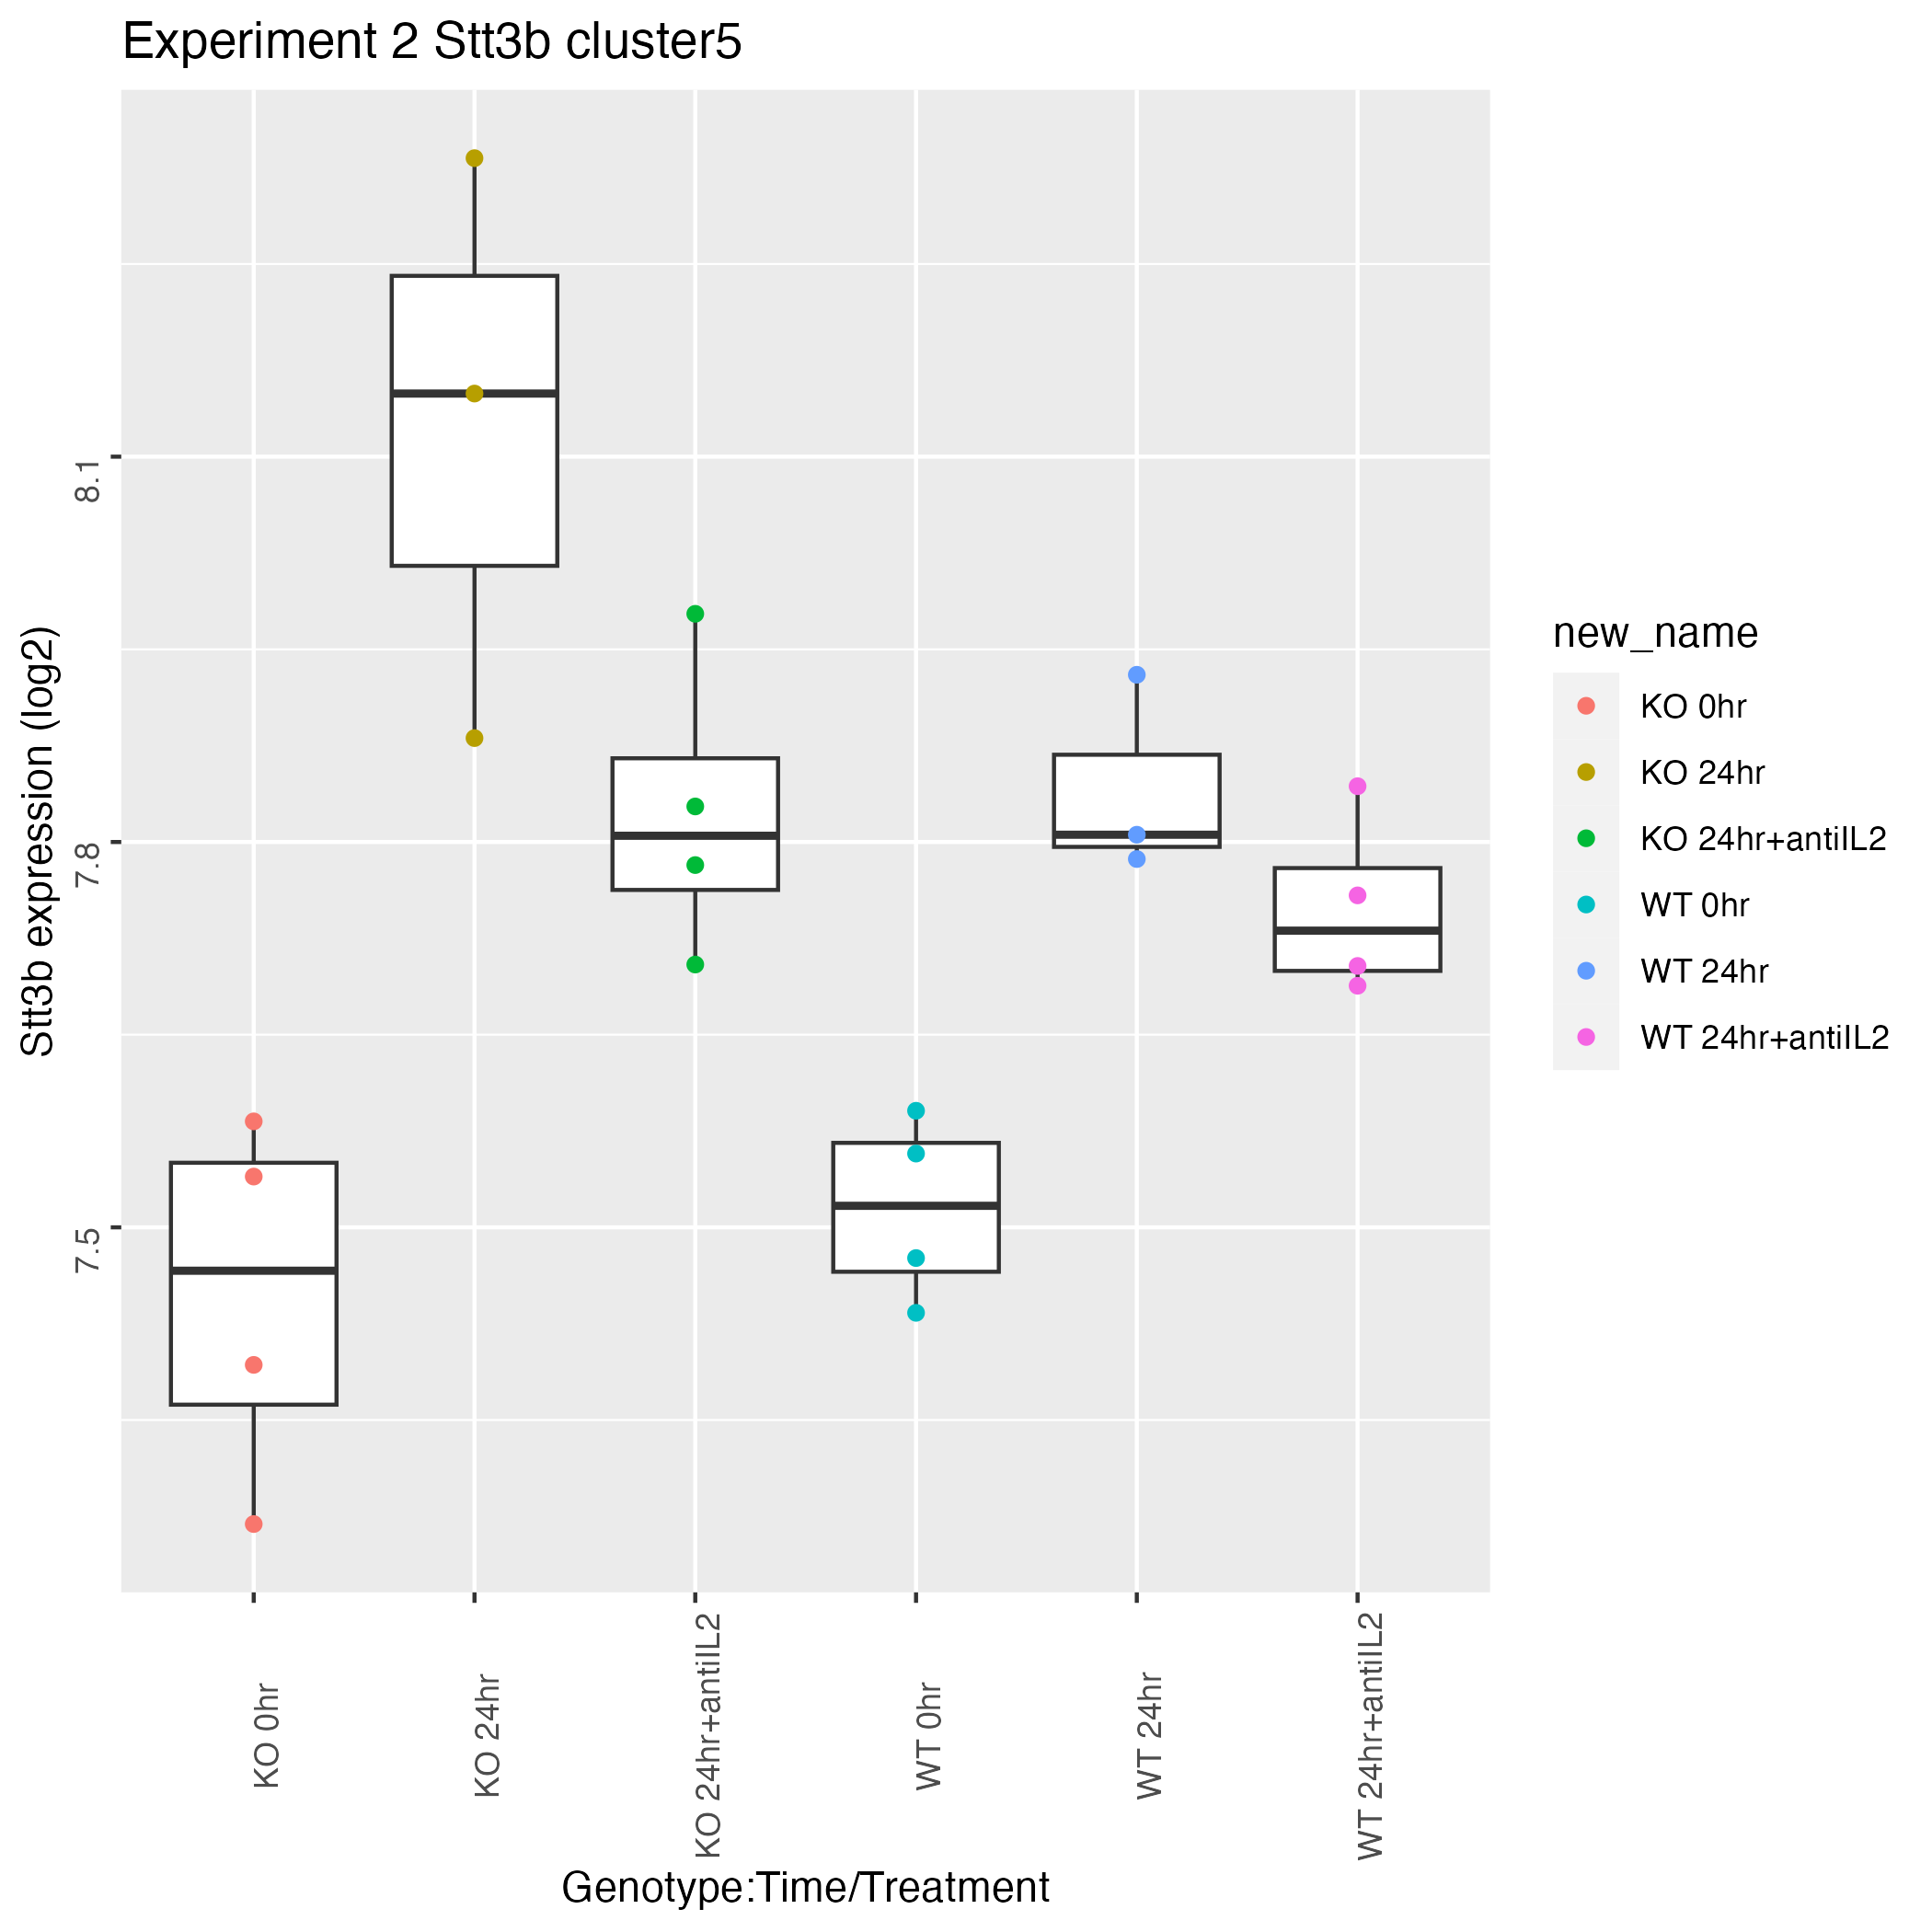 Experiment 2 Stt3b cluster5
Stt3b expression (log2)
8.1
7.8
7.5
KO 0hr
KO 24hr
KO 24hr+antiIL2
WT 0hr
WT 24hr
WT 24hr+antiIL2
Genotype:Time/Treatment
new_name
KO 0hr
KO 24hr
KO 24hr+antiIL2
WT 0hr
WT 24hr
WT 24hr+antiIL2